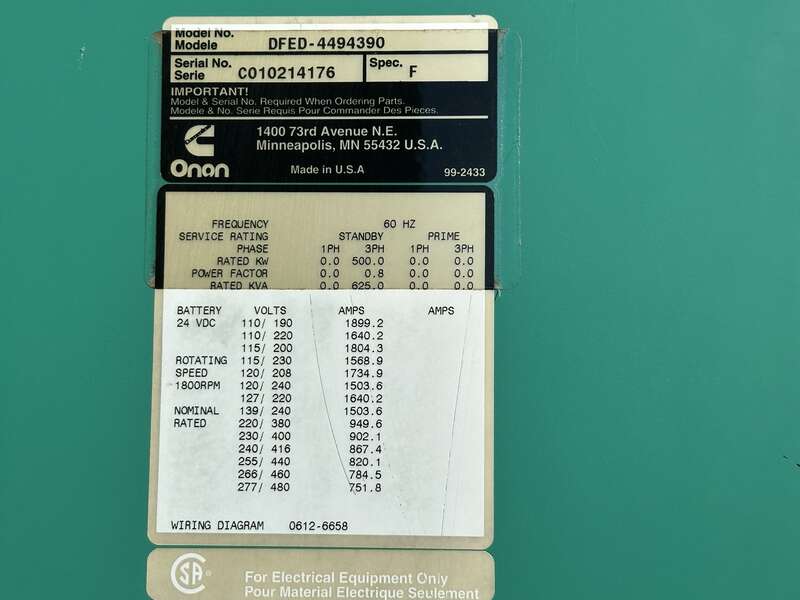 Model No.
Modele DFED-4494390
Serial No. Spec.
Serie C010214176 F
IMPORTANT!
Model & Serial No. Required When Ordering Parts.
Modele & No. Serie Requis Pour Commander Des Pieces.
1400 73rd Avenue N.E.
Minneapolis, MN 55432 U.S.A.
Onan
Made in U.S.A 99-2433
FREQUENCY 60 HZ
SERVICE RATING STANDBY PRIME
PHASE 1PH 3PH 1PH 3PH
RATED KW 0.0 500.0 0.0 0.0
POWER FACTOR 0.0 0.8 0.0 0.0
RATED KVA 0.0 625.0 0.0 0.0
BATTERY VOLTS AMPS AMPS
24 VDC 110/ 190 1899.2
110/ 220 1640.2
115/ 200 1804.3
ROTATING 115/ 230 1568.9
SPEED 120/ 208 1734.9
1800RPM 120/ 240 1503.6
127/ 220 1640.2
NOMINAL 139/ 240 1503.6
RATED 220/ 380 949.6
230/ 400 902.1
240/ 416 867.4
255/ 440 820.1
266/ 460 784.5
277/ 480 751.8
WIRING DIAGRAM 0612-6658
SA ®
For Electrical Equipment Only
Pour Material Electrique Seulement